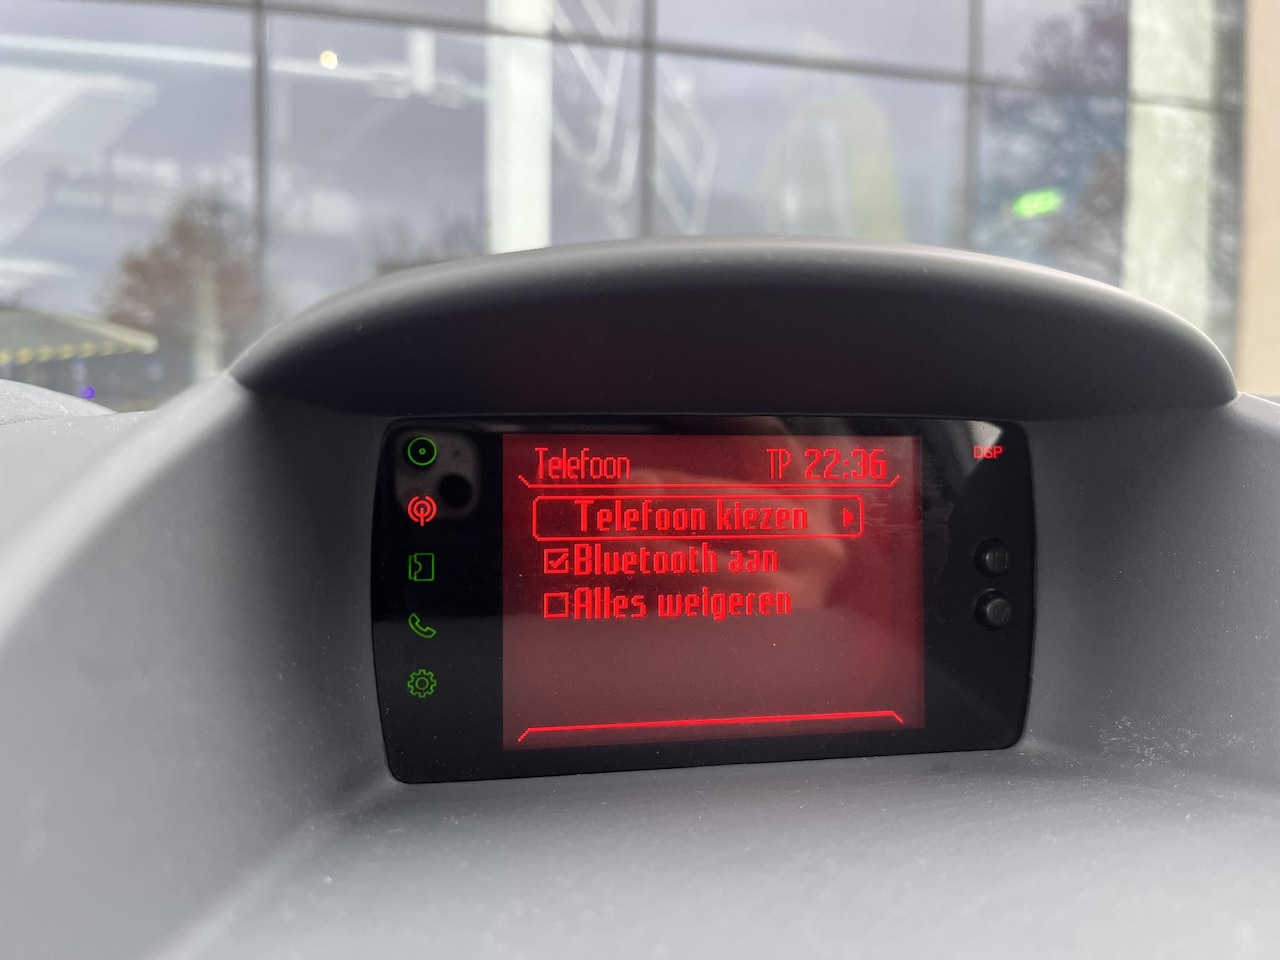 Telefoon TP 22:36
DSP
Telefoon kiezen
Bluetooth aan
Alles weigeren